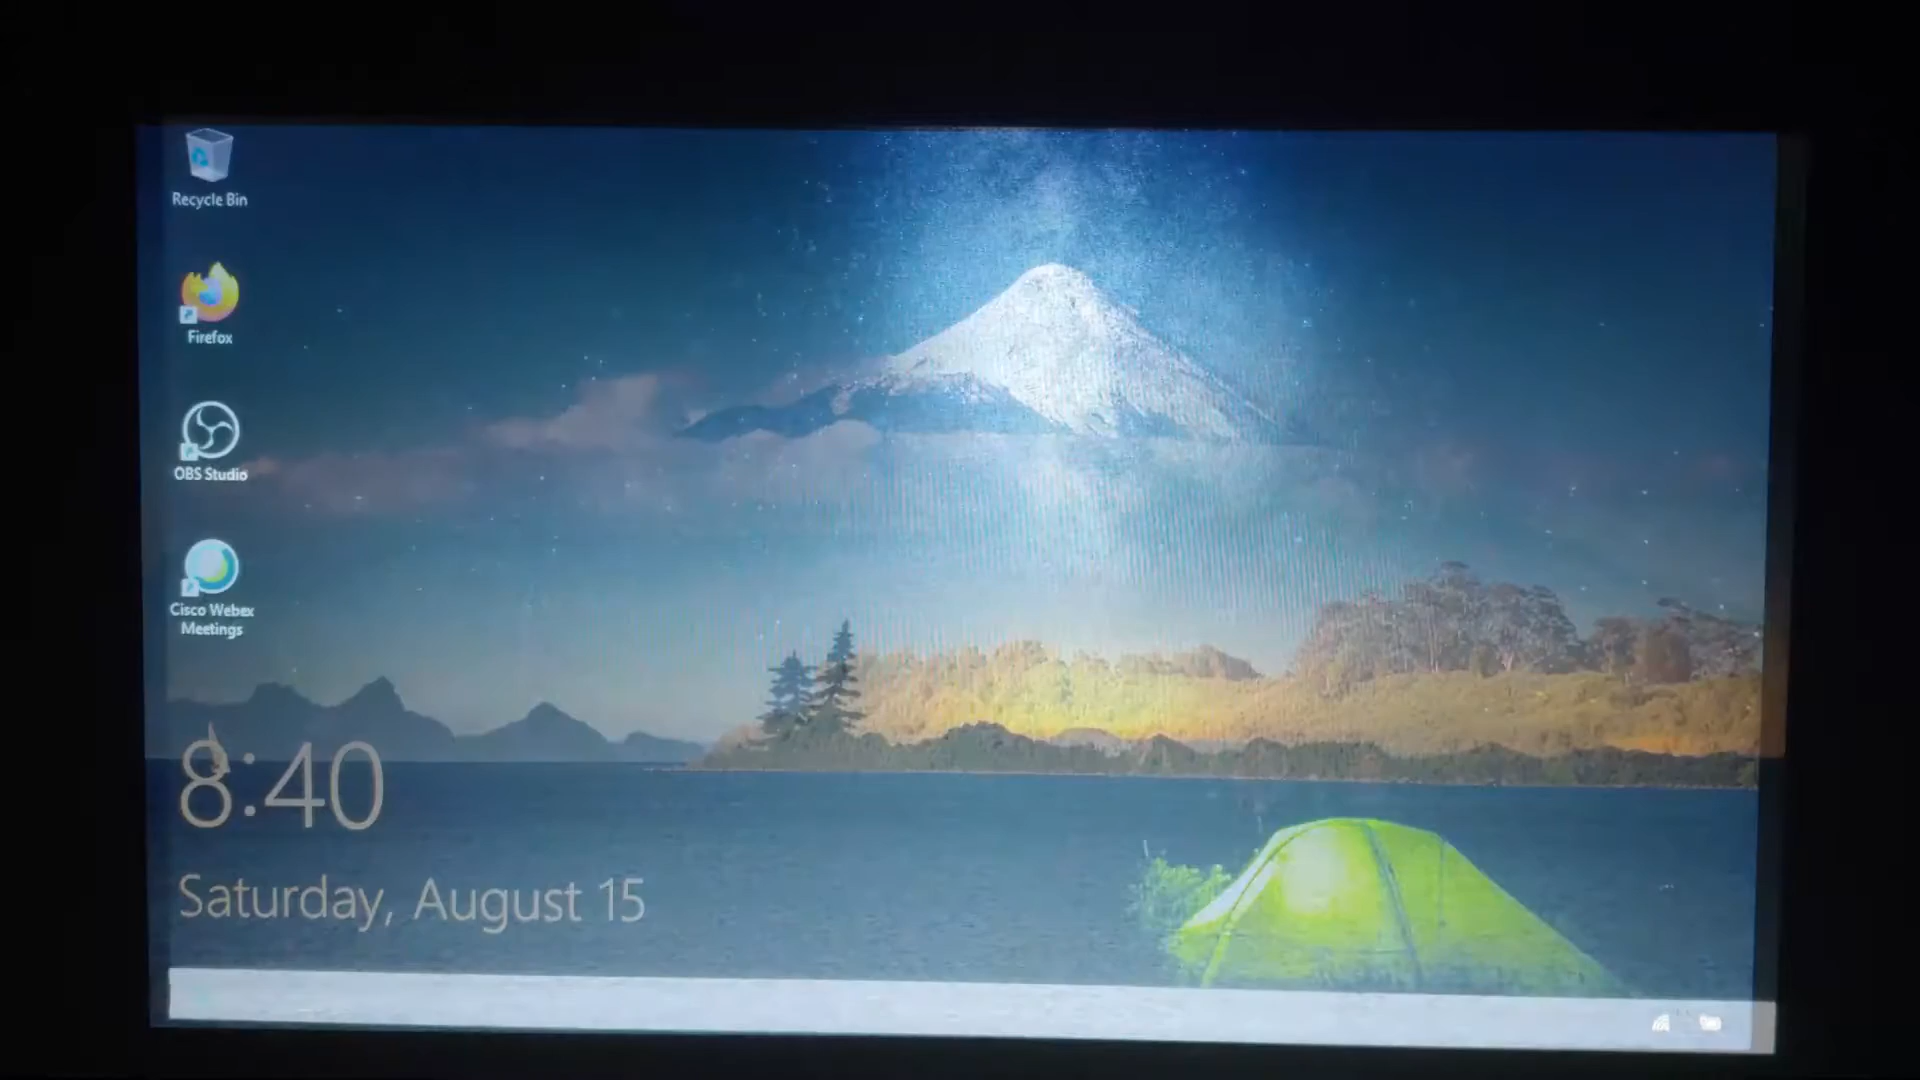 Recycle Bin
Firefox
OBS Studio
Cisco Webex
Meetings
8:40
Saturday, August 15